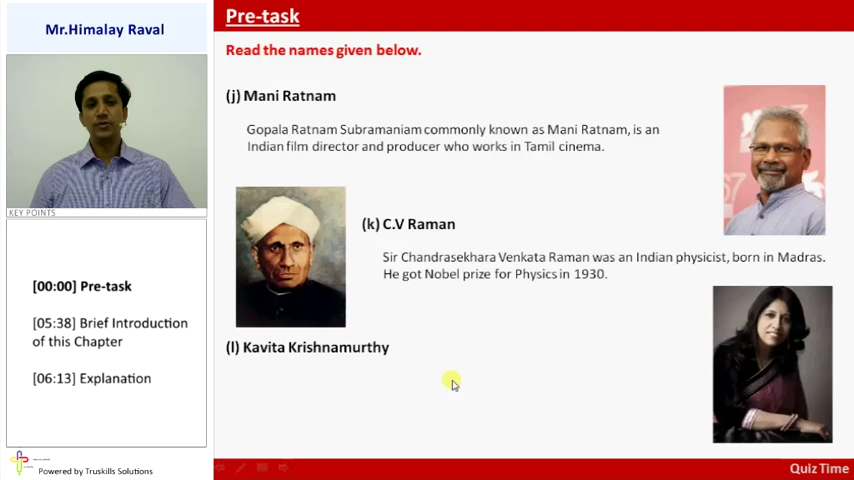 Mr.Himalay Raval
KEY POINTS
[00:00] Pre-task
[05:38] Brief Introduction
of this Chapter
[06:13] Explanation
Powered by Truskills Solutions
Pre-task
Read the names given below.
(j) Mani Ratnam
Gopala Ratnam Subramaniam commonly known as Mani Ratnam, is an
Indian film director and producer who works in Tamil cinema.
(k) C.V Raman
Sir Chandrasekhara Venkata Raman was an Indian physicist, born in Madras.
He got Nobel prize for Physics in 1930.
(l) Kavita Krishnamurthy
Quiz Time